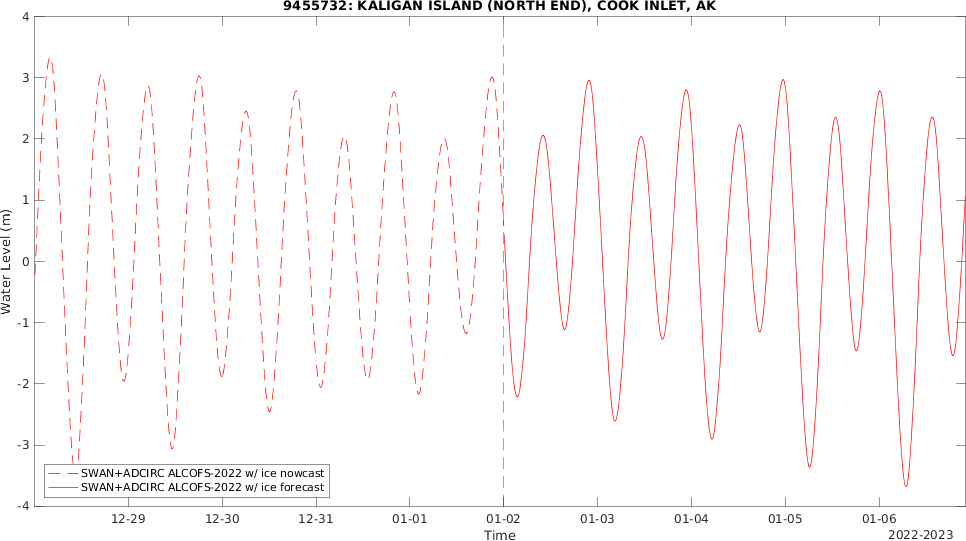 9455732: KALIGAN ISLAND (NORTH END), COOK INLET, AK
4
3
2
1
0
-1
-2
-3
-4
Water Level (m)
SWAN+ADCIRC ALCOFS-2022 w/ ice nowcast
SWAN+ADCIRC ALCOFS-2022 w/ ice forecast
12-29 12-30 12-31 01-01 01-02 01-03 01-04 01-05 01-06
Time
2022-2023